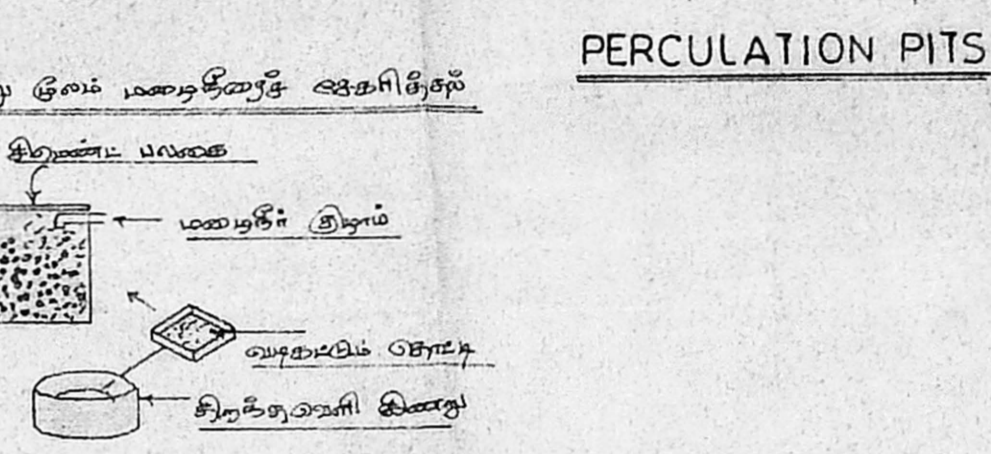 PERCULATION PITS
மூலம் மழைநீரைச் சேகரித்தல்
சிமெண்ட் பலகை
மழைநீர் குழாம்
வடிகட்டும் தொட்டி
திறந்தவெளி கிணறு